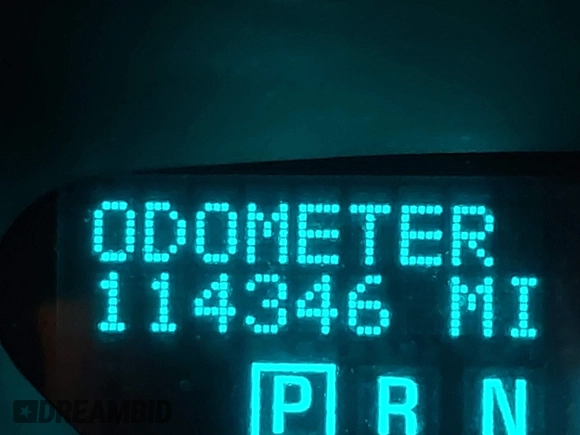 ODOMETER
114346 MI
P R N
DREAMBID